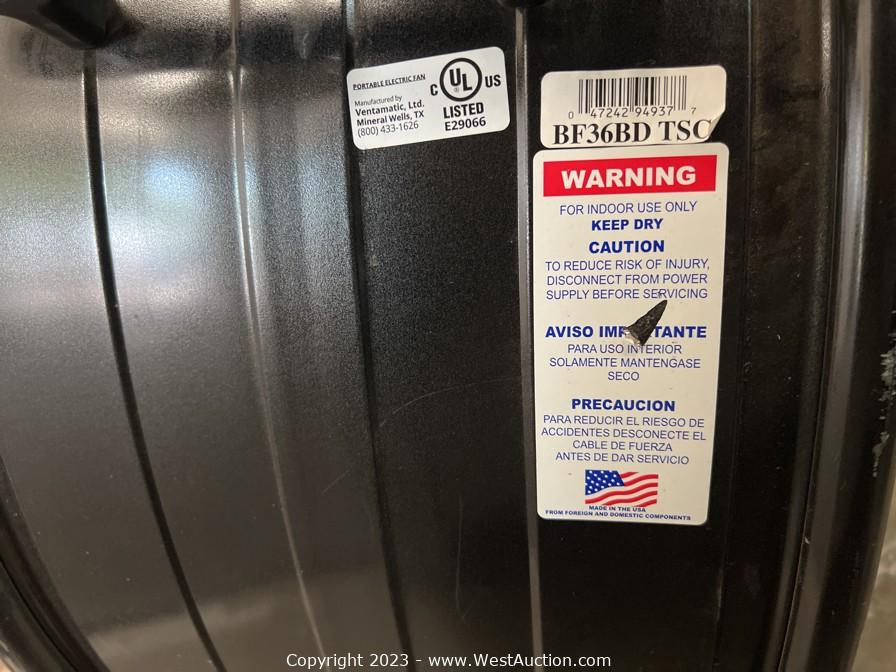 PORTABLE ELECTRIC FAN
Manufactured by
Ventamatic, Ltd.
Mineral Wells, TX
(800) 433-1626
C UL US
®
LISTED
E29066
0 47242 94937 7
BF36BD TSC
WARNING
FOR INDOOR USE ONLY
KEEP DRY
CAUTION
TO REDUCE RISK OF INJURY,
DISCONNECT FROM POWER
SUPPLY BEFORE SERVICING
AVISO IMP TANTE
PARA USO INTERIOR
SOLAMENTE MANTENGASE
SECO
PRECAUCION
PARA REDUCIR EL RIESGO DE
ACCIDENTES DESCONECTE EL
CABLE DE FUERZA
ANTES DE DAR SERVICIO
MADE IN THE USA
FROM FOREIGN AND DOMESTIC COMPONENTS
Copyright 2023 - www.WestAuction.com